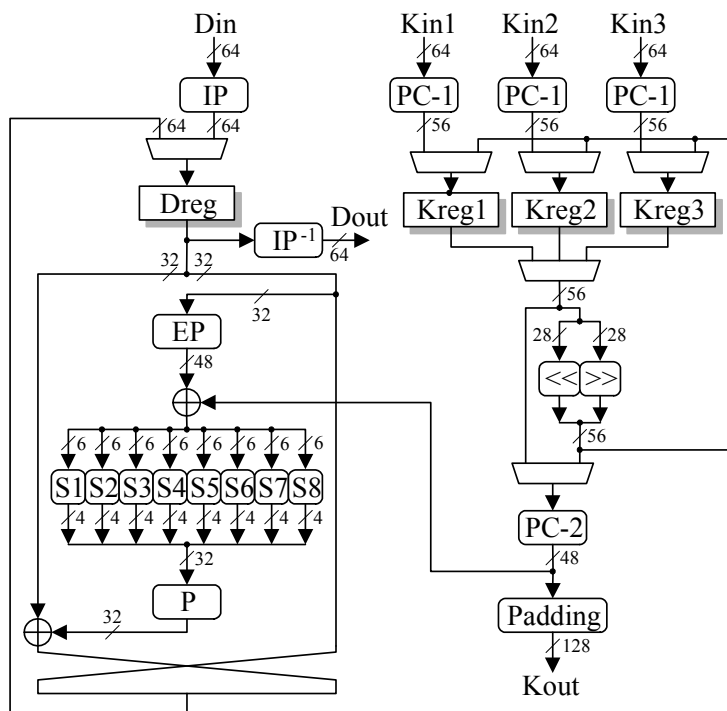 Din Kin1 Kin2 Kin3
64 64 64 64
IP PC-1 PC-1 PC-1
64 64 56 56 56
Dreg Kreg1 Kreg2 Kreg3
Dout
IP-1
64
32 32
56
32
EP
28 28
48
<< >>
56
6 6 6 6 6 6 6 6
S1 S2 S3 S4 S5 S6 S7 S8
4 4 4 4 4 4 4 4
PC-2
32 48
P
Padding
32
128
Kout